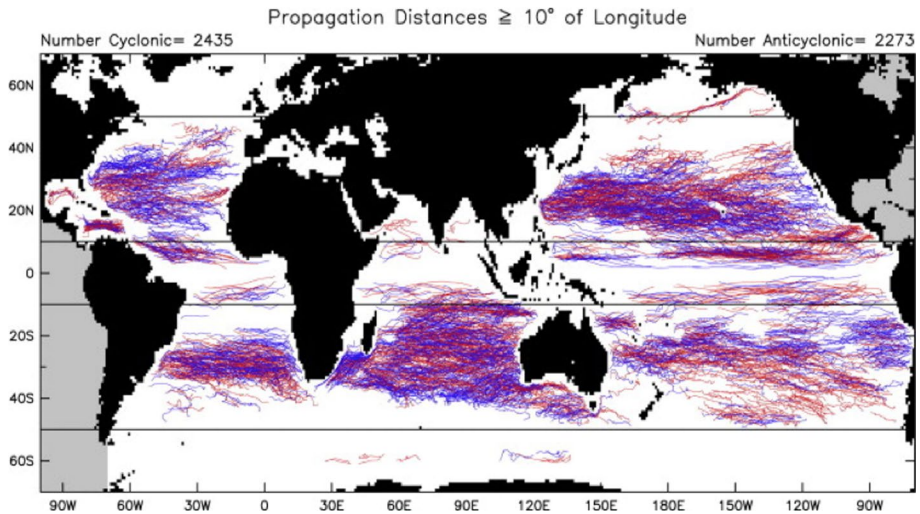 Propagation Distances ≧ 10° of Longitude
Number Cyclonic= 2435 Number Anticyclonic= 2273
60N
40N
20N
0
20S
40S
60S
90W 60W 30W 0 30E 60E 90E 120E 150E 180E 150W 120W 90W